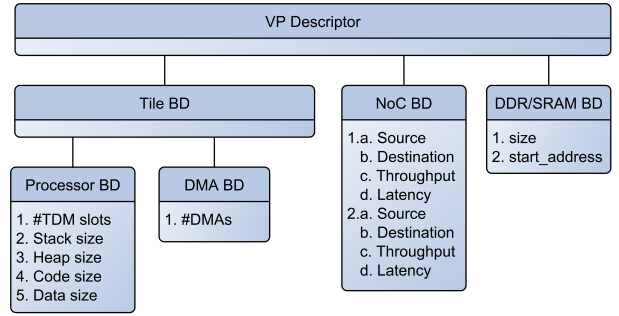 VP Descriptor
Tile BD
NoC BD
1.a. Source
b. Destination
c. Throughput
d. Latency
2.a. Source
b. Destination
c. Throughput
d. Latency
DDR/SRAM BD
1. size
2. start_address
Processor BD
1. #TDM slots
2. Stack size
3. Heap size
4. Code size
5. Data size
DMA BD
1. #DMAs